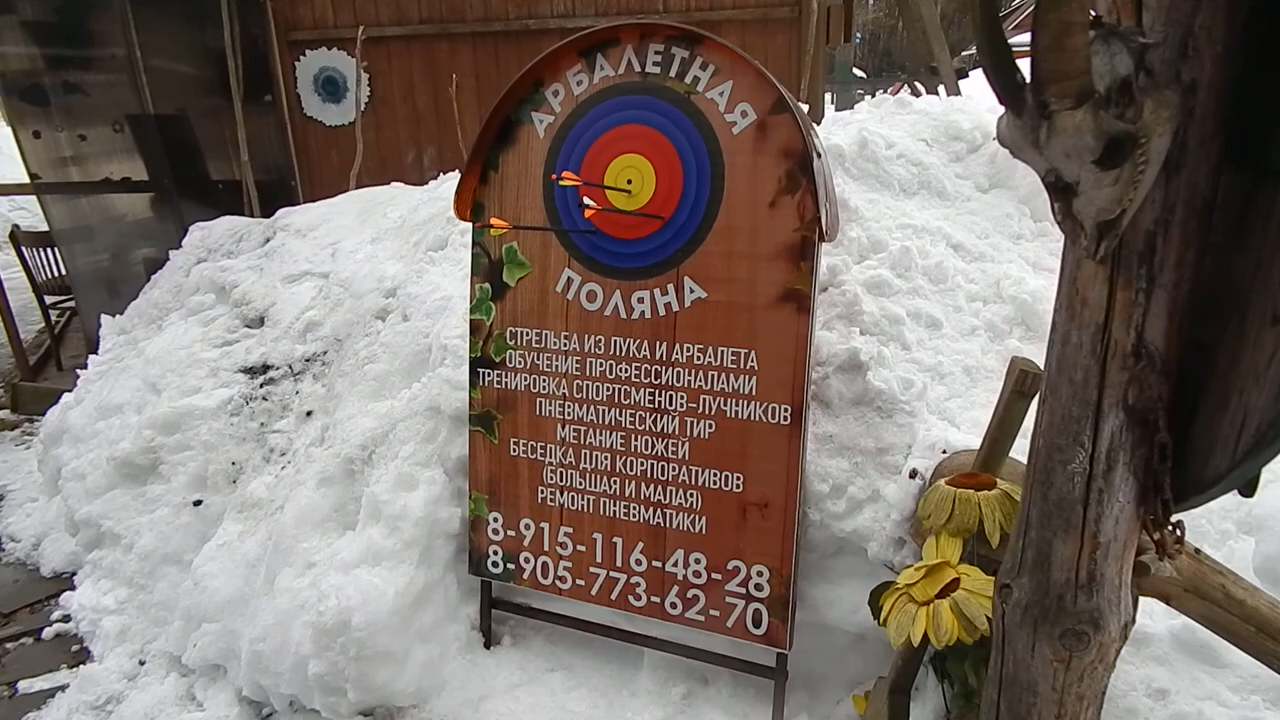 АРБАЛЕТНАЯ
ПОЛЯНА
СТРЕЛЬБА ИЗ ЛУКА И АРБАЛЕТА
ОБУЧЕНИЕ ПРОФЕССИОНАЛАМИ
ТРЕНИРОВКА СПОРТСМЕНОВ-ЛУЧНИКОВ
ПНЕВМАТИЧЕСКИЙ ТИР
МЕТАНИЕ НОЖЕЙ
БЕСЕДКА ДЛЯ КОРПОРАТИВОВ
(БОЛЬШАЯ И МАЛАЯ)
РЕМОНТ ПНЕВМАТИКИ
8-915-116-48-28
8-905-773-62-70